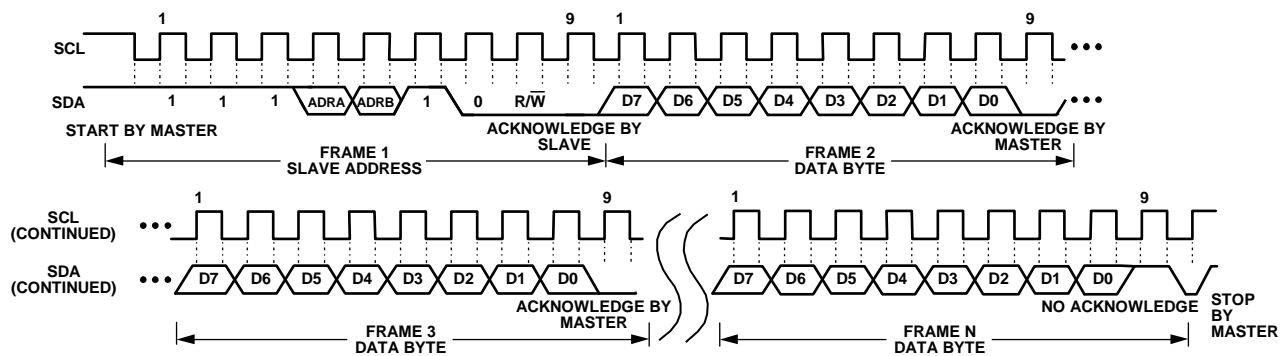 1 9 1 9
SCL
SDA 1 1 1 ADRA ADRB 1 0 R/W̅ D7 D6 D5 D4 D3 D2 D1 D0
START BY MASTER
ACKNOWLEDGE BY
SLAVE
ACKNOWLEDGE BY
MASTER
FRAME 1
SLAVE ADDRESS
FRAME 2
DATA BYTE
1 9 1 9
SCL
(CONTINUED)
SDA
(CONTINUED)
D7 D6 D5 D4 D3 D2 D1 D0
D7 D6 D5 D4 D3 D2 D1 D0
ACKNOWLEDGE BY
MASTER
NO ACKNOWLEDGE
STOP
BY
MASTER
FRAME 3
DATA BYTE
FRAME N
DATA BYTE